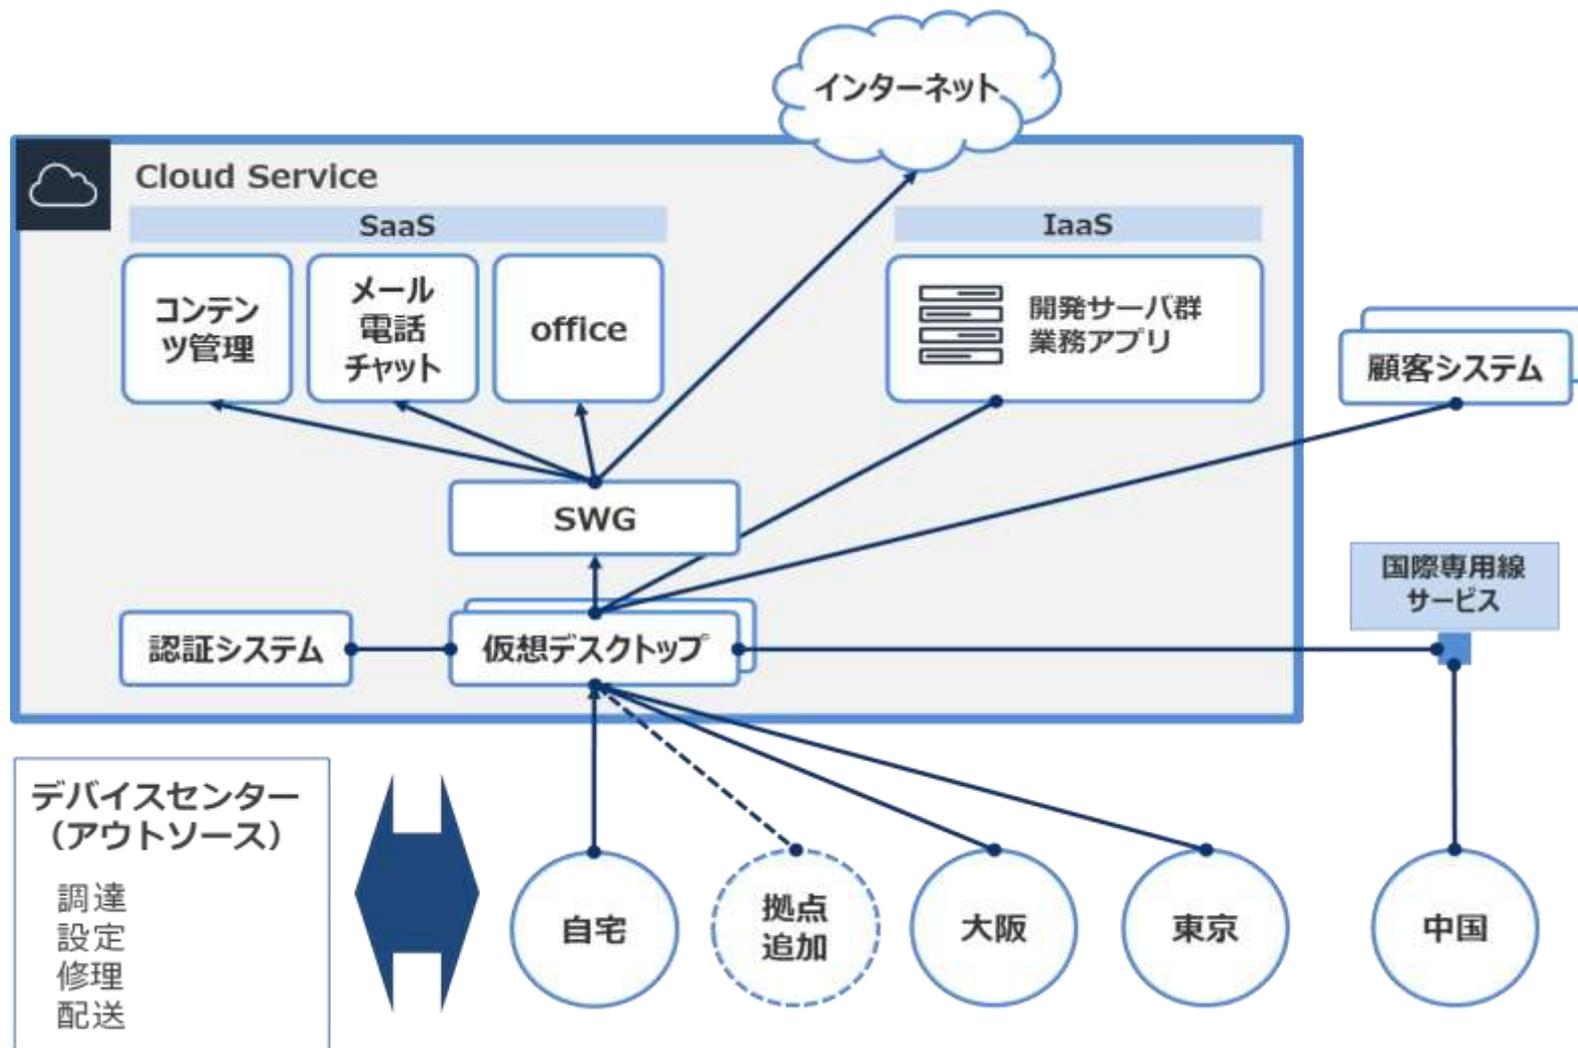 インターネット
Cloud Service
SaaS
IaaS
コンテン
ツ管理
メール
電話
チャット
office
開発サーバ群
業務アプリ
顧客システム
SWG
国際専用線
サービス
認証システム
仮想デスクトップ
デバイスセンター
（アウトソース）
調達
設定
修理
配送
自宅
拠点
追加
大阪
東京
中国